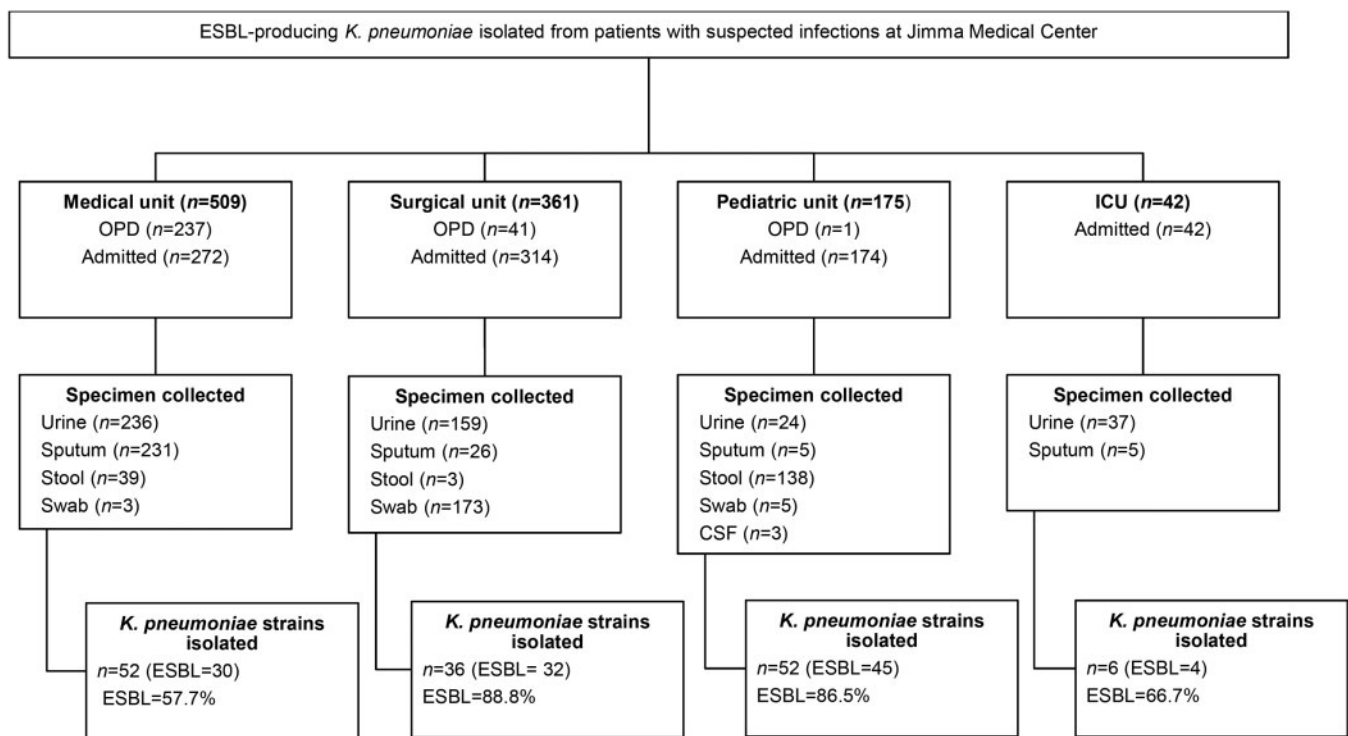 ESBL-producing K. pneumoniae isolated from patients with suspected infections at Jimma Medical Center
Medical unit (n=509)
OPD (n=237)
Admitted (n=272)
Surgical unit (n=361)
OPD (n=41)
Admitted (n=314)
Pediatric unit (n=175)
OPD (n=1)
Admitted (n=174)
ICU (n=42)
Admitted (n=42)
Specimen collected
Urine (n=236)
Sputum (n=231)
Stool (n=39)
Swab (n=3)
Specimen collected
Urine (n=159)
Sputum (n=26)
Stool (n=3)
Swab (n=173)
Specimen collected
Urine (n=24)
Sputum (n=5)
Stool (n=138)
Swab (n=5)
CSF (n=3)
Specimen collected
Urine (n=37)
Sputum (n=5)
K. pneumoniae strains
isolated
n=52 (ESBL=30)
ESBL=57.7%
K. pneumoniae strains
isolated
n=36 (ESBL= 32)
ESBL=88.8%
K. pneumoniae strains
isolated
n=52 (ESBL=45)
ESBL=86.5%
K. pneumoniae strains
isolated
n=6 (ESBL=4)
ESBL=66.7%